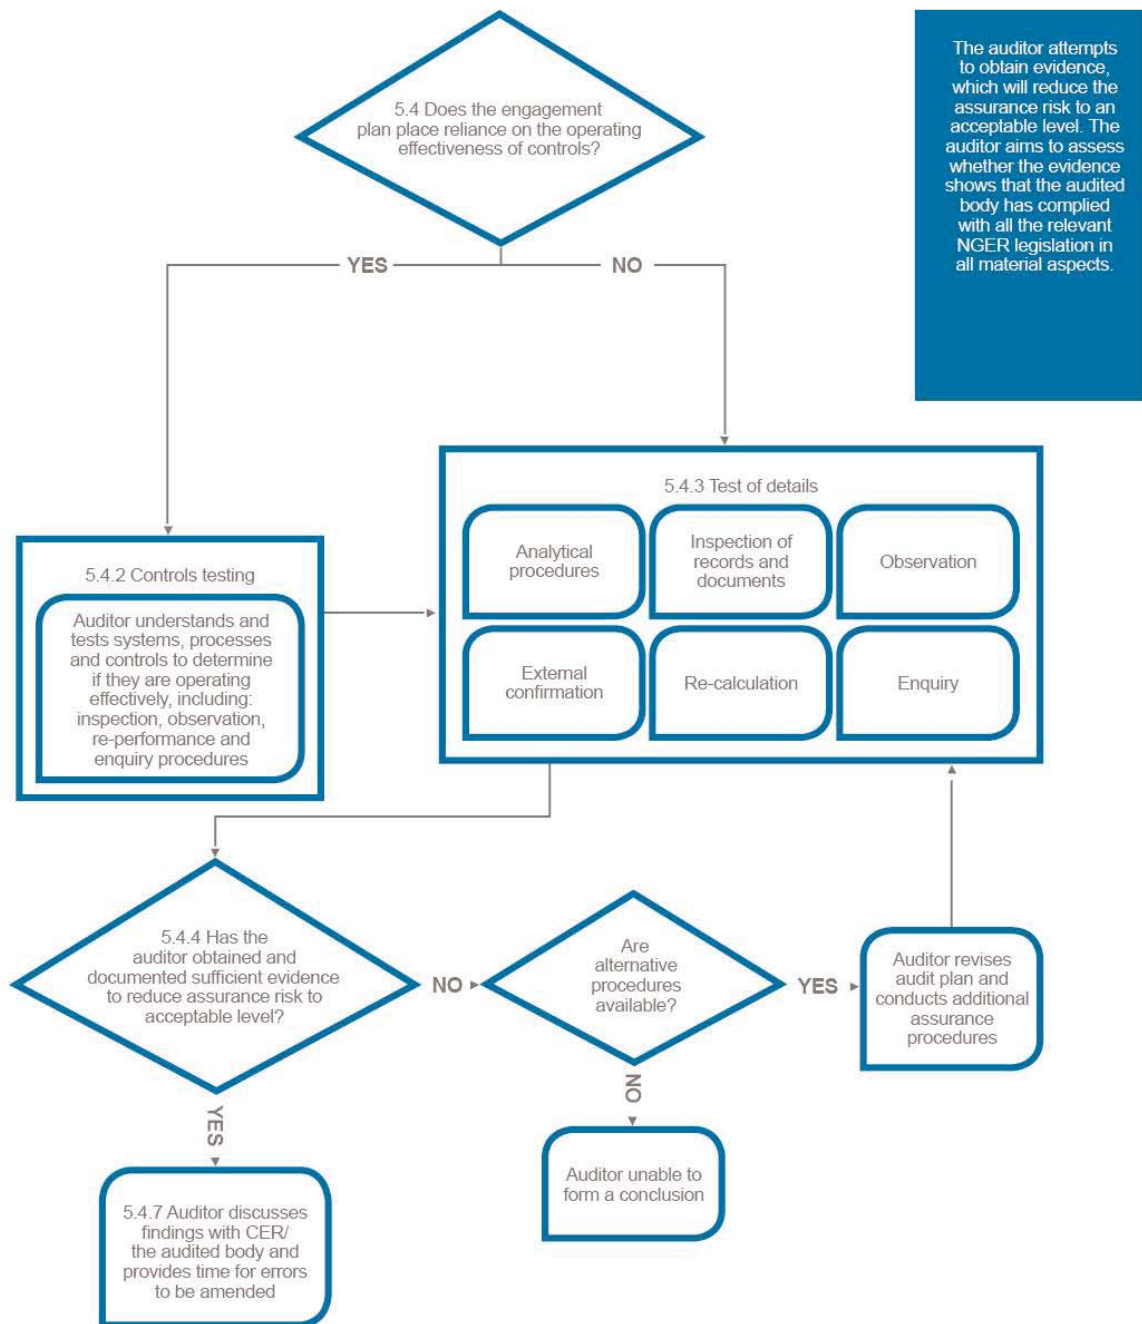 5.4 Does the engagement
plan place reliance on the operating
effectiveness of controls?
The auditor attempts
to obtain evidence,
which will reduce the
assurance risk to an
acceptable level. The
auditor aims to assess
whether the evidence
shows that the audited
body has complied
with all the relevant
NGER legislation in
all material aspects.
YES
NO
5.4.2 Controls testing
Auditor understands and
tests systems, processes
and controls to determine
if they are operating
effectively, including:
inspection, observation,
re-performance and
enquiry procedures
5.4.3 Test of details
Analytical
procedures
Inspection of
records and
documents
Observation
External
confirmation
Re-calculation
Enquiry
5.4.4 Has the
auditor obtained and
documented sufficient evidence
to reduce assurance risk to
acceptable level?
NO
Are
alternative
procedures
available?
YES
Auditor revises
audit plan and
conducts additional
assurance
procedures
YES
NO
5.4.7 Auditor discusses
findings with CER/
the audited body and
provides time for errors
to be amended
Auditor unable to
form a conclusion